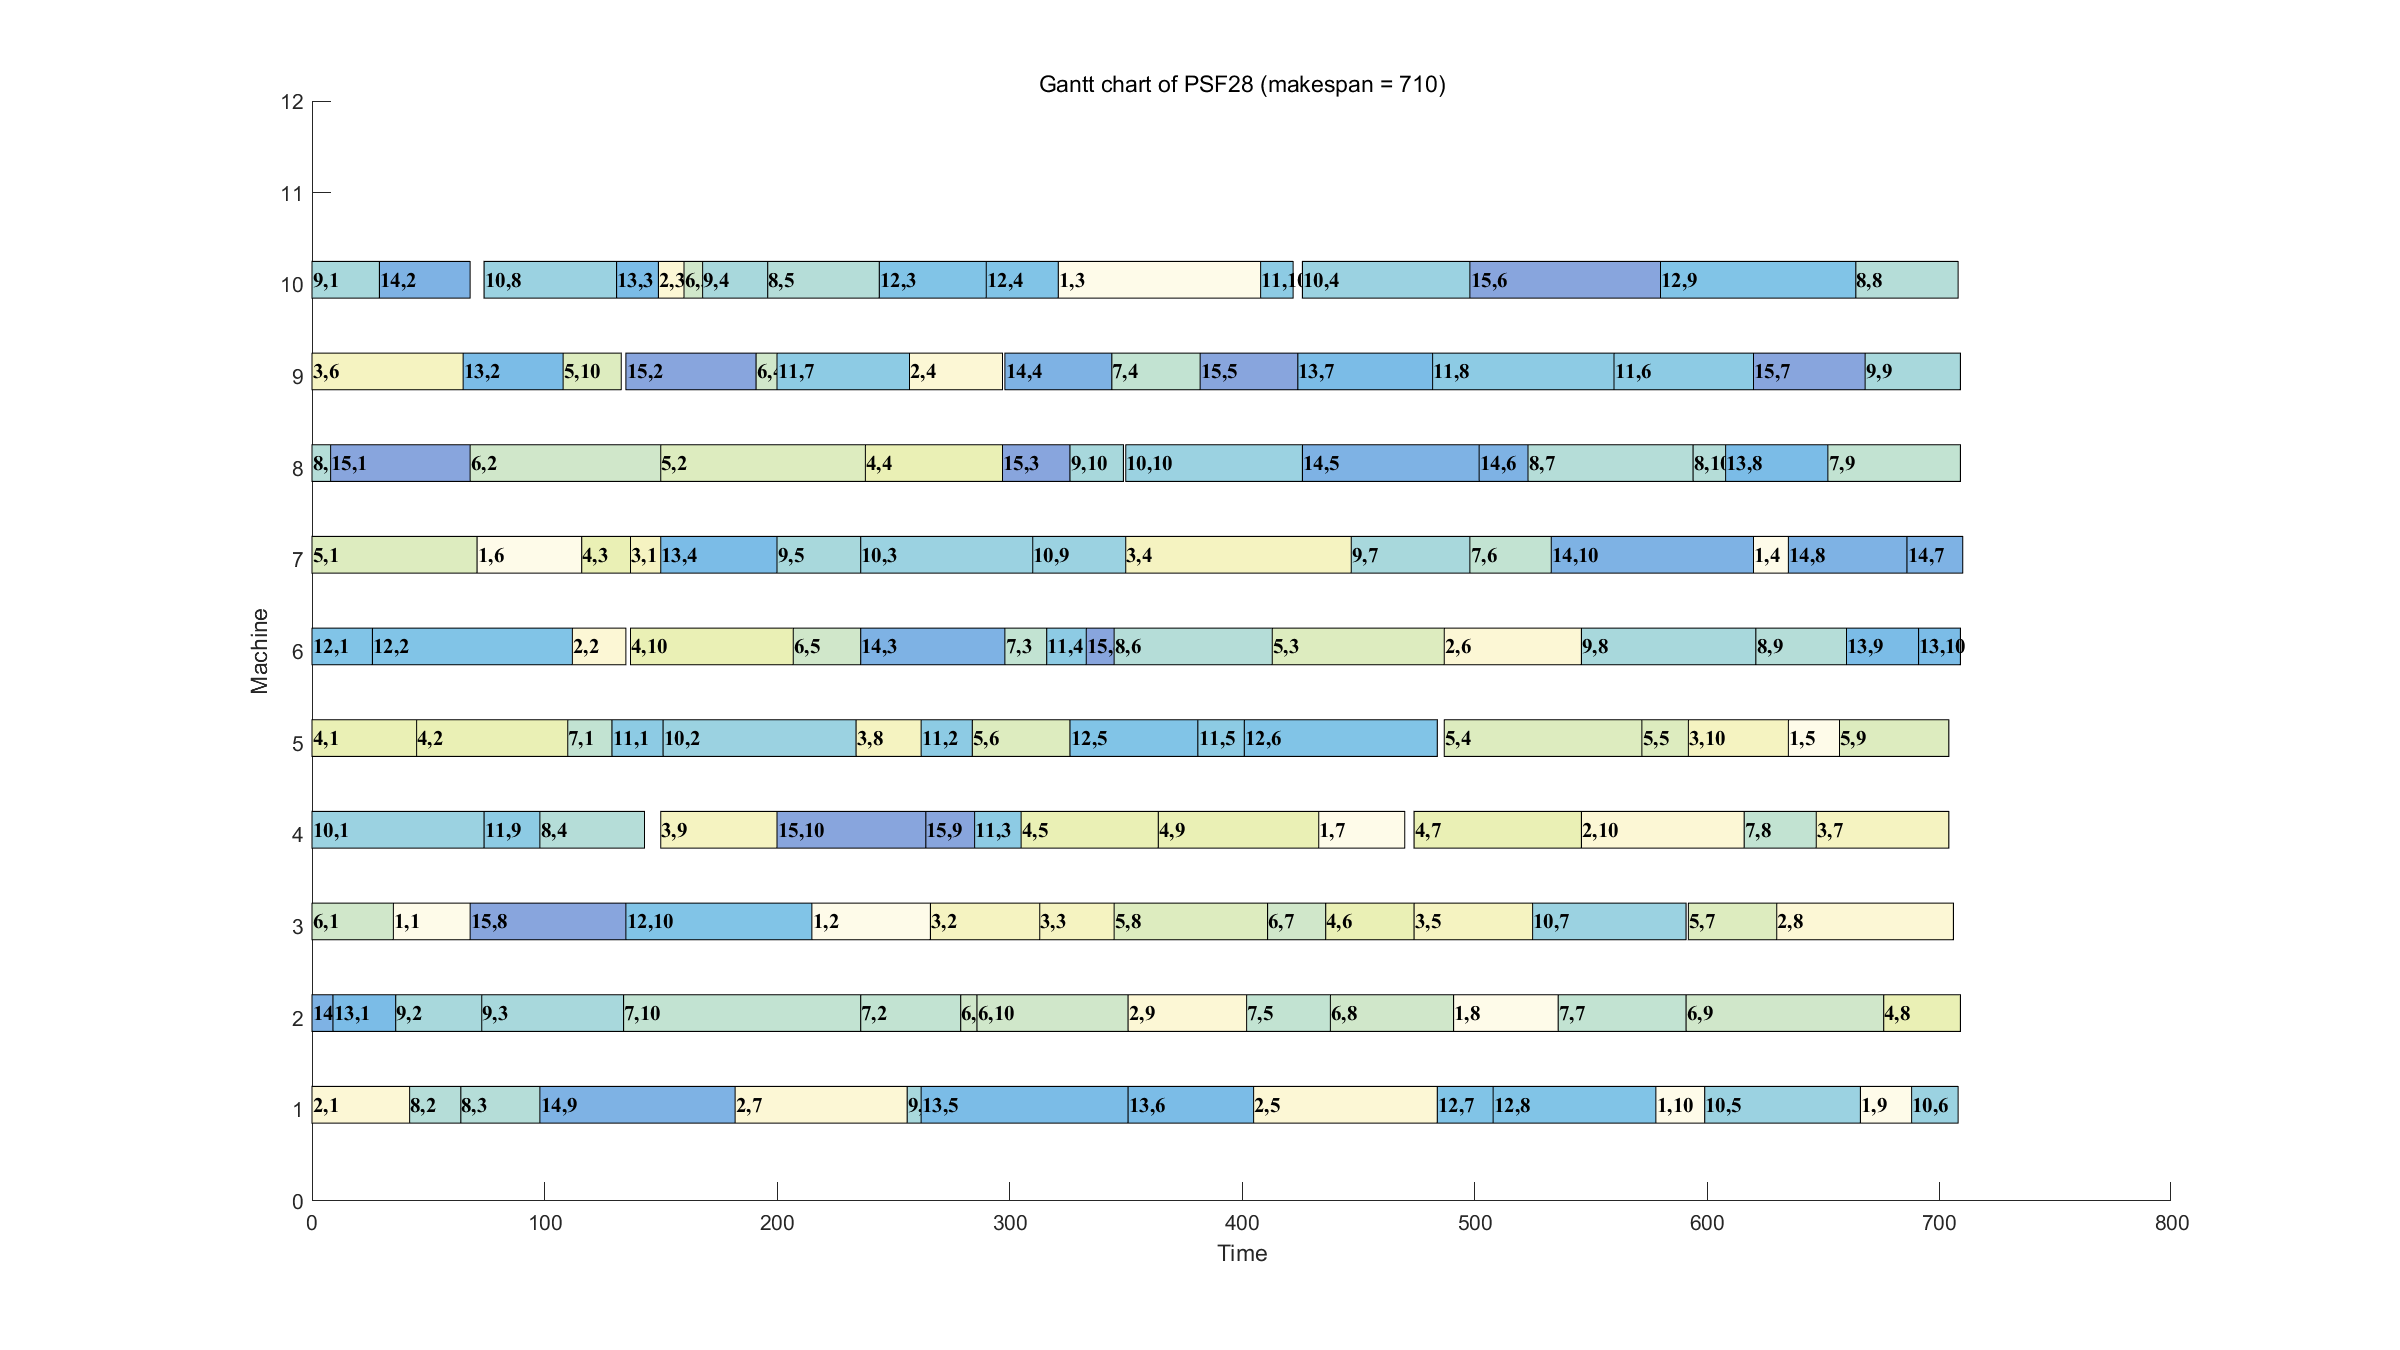 Gantt chart of PSF28 (makespan = 710)
12
11
10 9,1 14,2 10,8 13,3 2,3 6, 9,4 8,5 12,3 12,4 1,3 11,10 10,4 15,6 12,9 8,8
9 3,6 13,2 5,10 15,2 6,4 11,7 2,4 14,4 7,4 15,5 13,7 11,8 11,6 15,7 9,9
8 8, 15,1 6,2 5,2 4,4 15,3 9,10 10,10 14,5 14,6 8,7 8,10 13,8 7,9
7 5,1 1,6 4,3 3,1 13,4 9,5 10,3 10,9 3,4 9,7 7,6 14,10 1,4 14,8 14,7
6 12,1 12,2 2,2 4,10 6,5 14,3 7,3 11,4 15, 8,6 5,3 2,6 9,8 8,9 13,9 13,10
5 4,1 4,2 7,1 11,1 10,2 3,8 11,2 5,6 12,5 11,5 12,6 5,4 5,5 3,10 1,5 5,9
4 10,1 11,9 8,4 3,9 15,10 15,9 11,3 4,5 4,9 1,7 4,7 2,10 7,8 3,7
3 6,1 1,1 15,8 12,10 1,2 3,2 3,3 5,8 6,7 4,6 3,5 10,7 5,7 2,8
2 14 13,1 9,2 9,3 7,10 7,2 6, 6,10 2,9 7,5 6,8 1,8 7,7 6,9 4,8
1 2,1 8,2 8,3 14,9 2,7 9, 13,5 13,6 2,5 12,7 12,8 1,10 10,5 1,9 10,6
0
0 100 200 300 400 500 600 700 800
Time
Machine